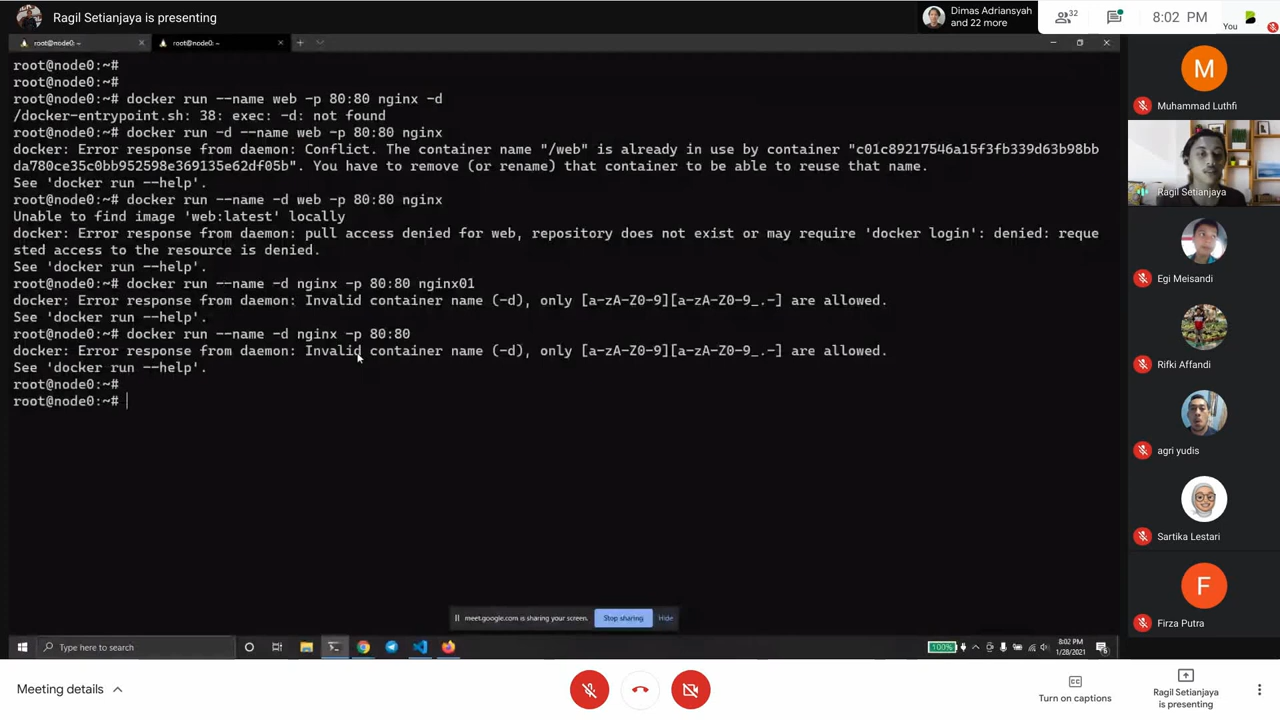 Ragil Setianjaya is presenting
Dimas Adriansyah
and 22 more
32
8:02 PM
You
root@node0: ~
root@node0: ~
root@node0:~#
root@node0:~#
root@node0:~# docker run --name web -p 80:80 nginx -d
/docker-entrypoint.sh: 38: exec: -d: not found
root@node0:~# docker run -d --name web -p 80:80 nginx
docker: Error response from daemon: Conflict. The container name "/web" is already in use by container "c01c89217546a15f3fb339d63b98bb
da780ce35c0bb952598e369135e62df05b". You have to remove (or rename) that container to be able to reuse that name.
See 'docker run --help'.
root@node0:~# docker run --name -d web -p 80:80 nginx
Unable to find image 'web:latest' locally
docker: Error response from daemon: pull access denied for web, repository does not exist or may require 'docker login': denied: reque
sted access to the resource is denied.
See 'docker run --help'.
root@node0:~# docker run --name -d nginx -p 80:80 nginx01
docker: Error response from daemon: Invalid container name (-d), only [a-zA-Z0-9][a-zA-Z0-9_.-] are allowed.
See 'docker run --help'.
root@node0:~# docker run --name -d nginx -p 80:80
docker: Error response from daemon: Invalid container name (-d), only [a-zA-Z0-9][a-zA-Z0-9_.-] are allowed.
See 'docker run --help'.
root@node0:~#
root@node0:~#
M
Muhammad Luthfi
Ragil Setianjaya
Egi Meisandi
Rifki Affandi
agri yudis
Sartika Lestari
F
Firza Putra
meet.google.com is sharing your screen.
Stop sharing
Hide
Type here to search
100%
8:02 PM
1/28/2021
Meeting details
Turn on captions
Ragil Setianjaya
is presenting